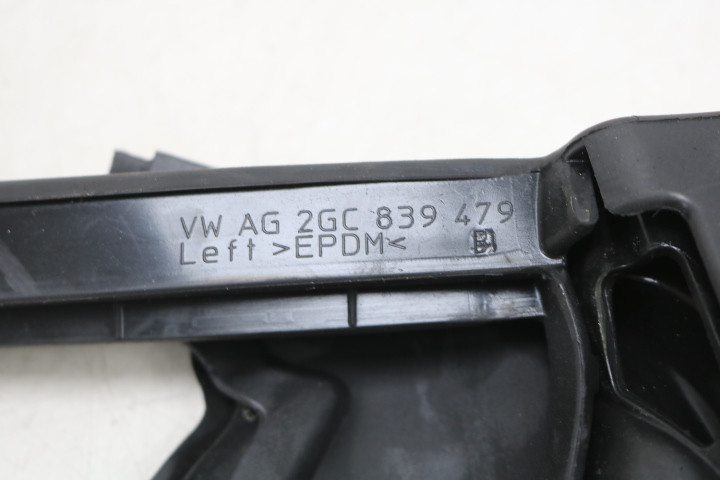 VW AG 2GC 839 479
Left >EPDM<